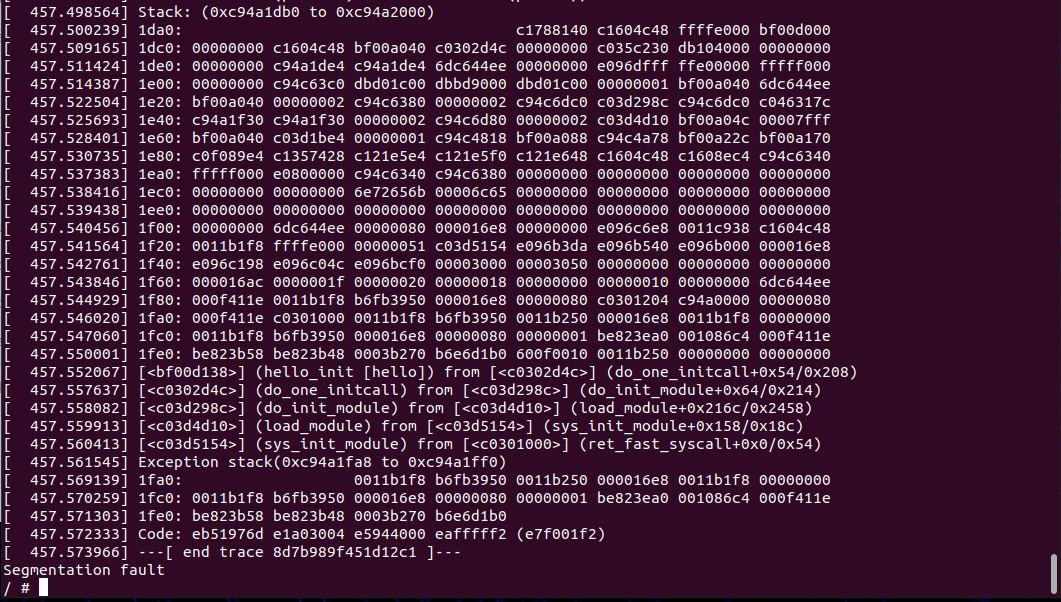 [  457.498564] Stack: (0xc94a1db0 to 0xc94a2000)
[  457.500239] 1da0:                                     c1788140 c1604c48 ffffe000 bf00d000
[  457.509165] 1dc0: 00000000 c1604c48 bf00a040 c0302d4c 00000000 c035c230 db104000 00000000
[  457.511424] 1de0: 00000000 c94a1de4 c94a1de4 6dc644ee 00000000 e096dfff ffe00000 fffff000
[  457.514387] 1e00: 00000000 c94c63c0 dbd01c00 dbbd9000 dbd01c00 00000001 bf00a040 6dc644ee
[  457.522504] 1e20: bf00a040 00000002 c94c6380 00000002 c94c6dc0 c03d298c c94c6dc0 c046317c
[  457.525693] 1e40: c94a1f30 c94a1f30 00000002 c94c6d80 00000002 c03d4d10 bf00a04c 00007fff
[  457.528401] 1e60: bf00a040 c03d1be4 00000001 c94c4818 bf00a088 c94c4a78 bf00a22c bf00a170
[  457.530735] 1e80: c0f089e4 c1357428 c121e5e4 c121e5f0 c121e648 c1604c48 c1608ec4 c94c6340
[  457.537383] 1ea0: fffff000 e0800000 c94c6340 c94c6380 00000000 00000000 00000000 00000000
[  457.538416] 1ec0: 00000000 00000000 6e72656b 00006c65 00000000 00000000 00000000 00000000
[  457.539438] 1ee0: 00000000 00000000 00000000 00000000 00000000 00000000 00000000 00000000
[  457.540456] 1f00: 00000000 6dc644ee 00000080 000016e8 00000000 e096c6e8 0011c938 c1604c48
[  457.541564] 1f20: 0011b1f8 ffffe000 00000051 c03d5154 e096b3da e096b540 e096b000 000016e8
[  457.542761] 1f40: e096c198 e096c04c e096bcf0 00003000 00003050 00000000 00000000 00000000
[  457.543846] 1f60: 000016ac 0000001f 00000020 00000018 00000000 00000010 00000000 6dc644ee
[  457.544929] 1f80: 000f411e 0011b1f8 b6fb3950 000016e8 00000080 c0301204 c94a0000 00000080
[  457.546020] 1fa0: 000f411e c0301000 0011b1f8 b6fb3950 0011b250 000016e8 0011b1f8 00000000
[  457.547060] 1fc0: 0011b1f8 b6fb3950 000016e8 00000080 00000001 be823ea0 001086c4 000f411e
[  457.550001] 1fe0: be823b58 be823b48 0003b270 b6e6d1b0 600f0010 0011b250 00000000 00000000
[  457.552067] [<bf00d138>] (hello_init [hello]) from [<c0302d4c>] (do_one_initcall+0x54/0x208)
[  457.557637] [<c0302d4c>] (do_one_initcall) from [<c03d298c>] (do_init_module+0x64/0x214)
[  457.558082] [<c03d298c>] (do_init_module) from [<c03d4d10>] (load_module+0x216c/0x2458)
[  457.559913] [<c03d4d10>] (load_module) from [<c03d5154>] (sys_init_module+0x158/0x18c)
[  457.560413] [<c03d5154>] (sys_init_module) from [<c0301000>] (ret_fast_syscall+0x0/0x54)
[  457.561545] Exception stack(0xc94a1fa8 to 0xc94a1ff0)
[  457.569139] 1fa0:                   0011b1f8 b6fb3950 0011b250 000016e8 0011b1f8 00000000
[  457.570259] 1fc0: 0011b1f8 b6fb3950 000016e8 00000080 00000001 be823ea0 001086c4 000f411e
[  457.571303] 1fe0: be823b58 be823b48 0003b270 b6e6d1b0
[  457.572333] Code: eb51976d e1a03004 e5944000 eafffff2 (e7f001f2)
[  457.573966] ---[ end trace 8d7b989f451d12c1 ]---
Segmentation fault
/ #